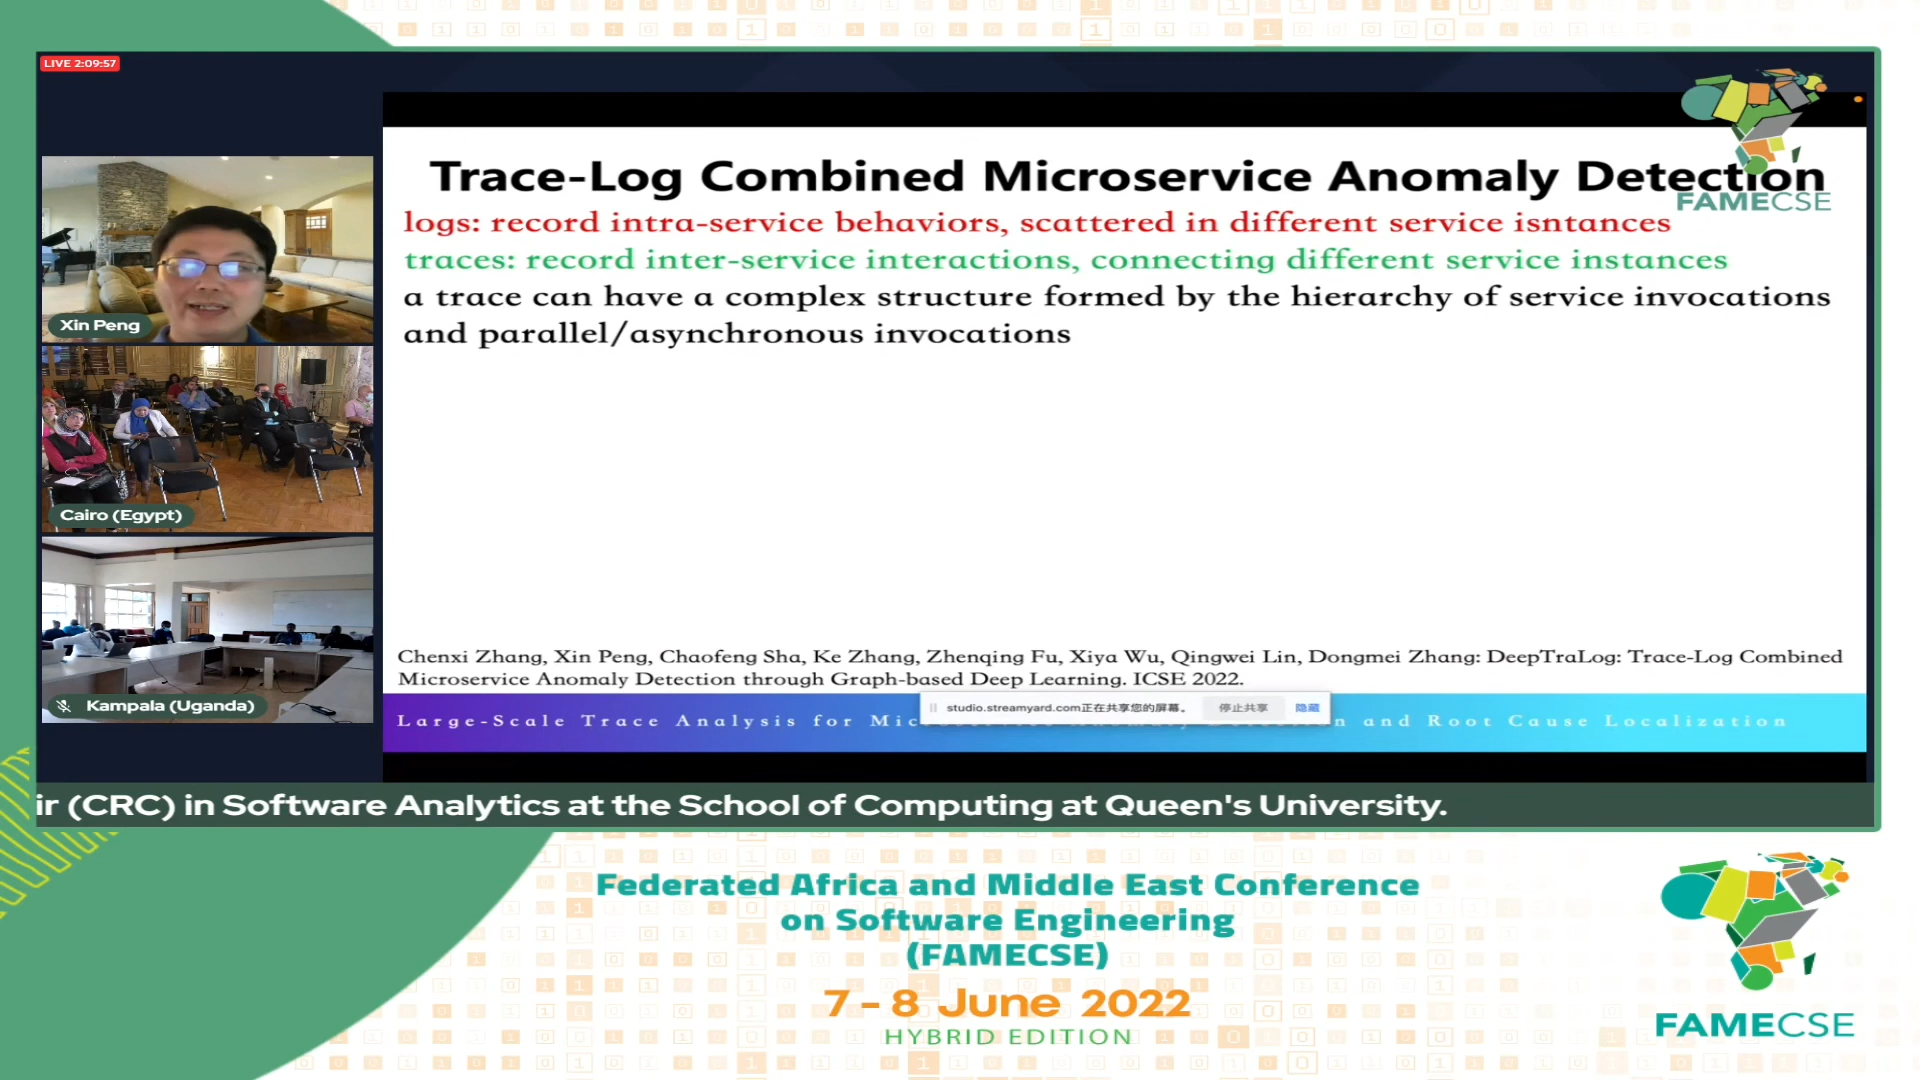 LIVE 2:09:57
FAMECSE
Trace-Log Combined Microservice Anomaly Detection
logs: record intra-service behaviors, scattered in different service isntances
traces: record inter-service interactions, connecting different service instances
a trace can have a complex structure formed by the hierarchy of service invocations
and parallel/asynchronous invocations
Xin Peng
Cairo (Egypt)
Kampala (Uganda)
Chenxi Zhang, Xin Peng, Chaofeng Sha, Ke Zhang, Zhenqing Fu, Xiya Wu, Qingwei Lin, Dongmei Zhang: DeepTraLog: Trace-Log Combined
Microservice Anomaly Detection through Graph-based Deep Learning. ICSE 2022.
studio.streamyard.com正在共享您的屏幕。 停止共享 隐藏
Large-Scale Trace Analysis for and Root Cause Localization
ir (CRC) in Software Analytics at the School of Computing at Queen's University.
Federated Africa and Middle East Conference
on Software Engineering
(FAMECSE)
7 - 8 June 2022
HYBRID EDITION
FAMECSE